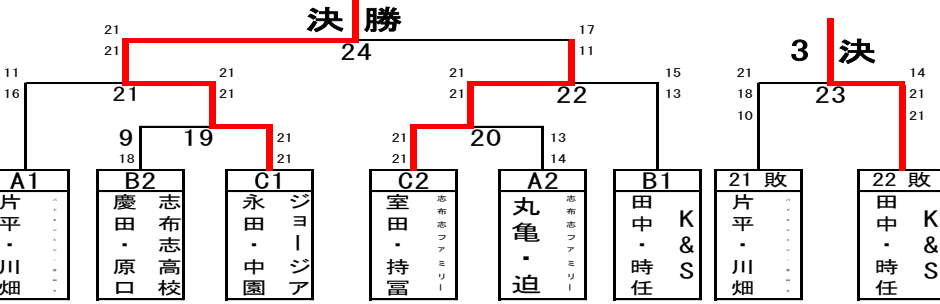 決 勝
21 17
21 11
24
3 決
11 21 21 15 21 14
16 21 21 13 18 21
21 22 23
10 21
9 19 21 21 20 13
18 21 21 14
A1 B2 C1 C2 A2 B1 21 敗 22 敗
片平・川畑
慶田・原口 志布志高校
永田・中園 ジョージア
室田・持冨 志布志ファミリー
丸亀・迫 志布志ファミリー
田中・時任 K&S
片平・川畑
田中・時任 K&S